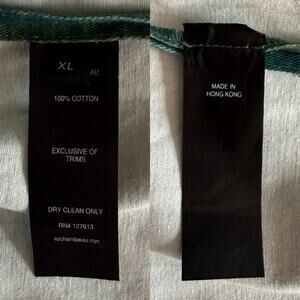 XL
AU
100% COTTON
EXCLUSIVE OF
TRIMS
DRY CLEAN ONLY
RN# 127613
rochambeau.nyc
MADE IN
HONG KONG